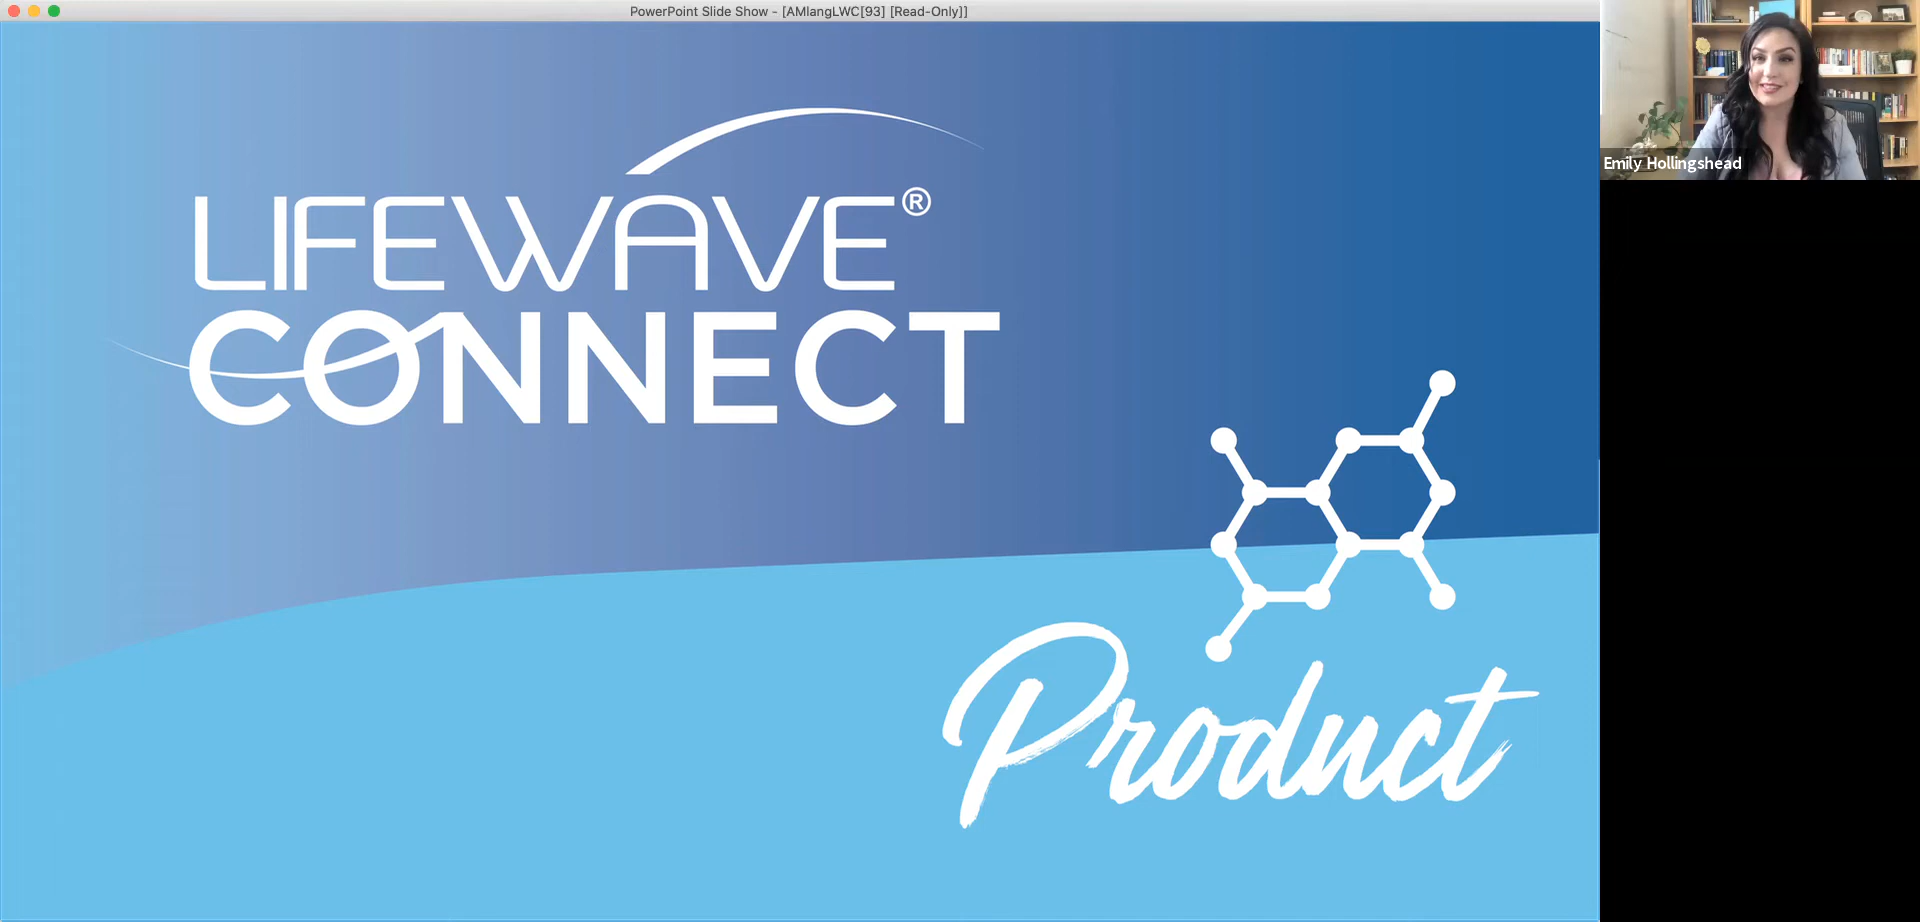 PowerPoint Slide Show - [AMlangLWC[93] [Read-Only]]
LIFEWAVE®
CONNECT
Product
Emily Hollingshead